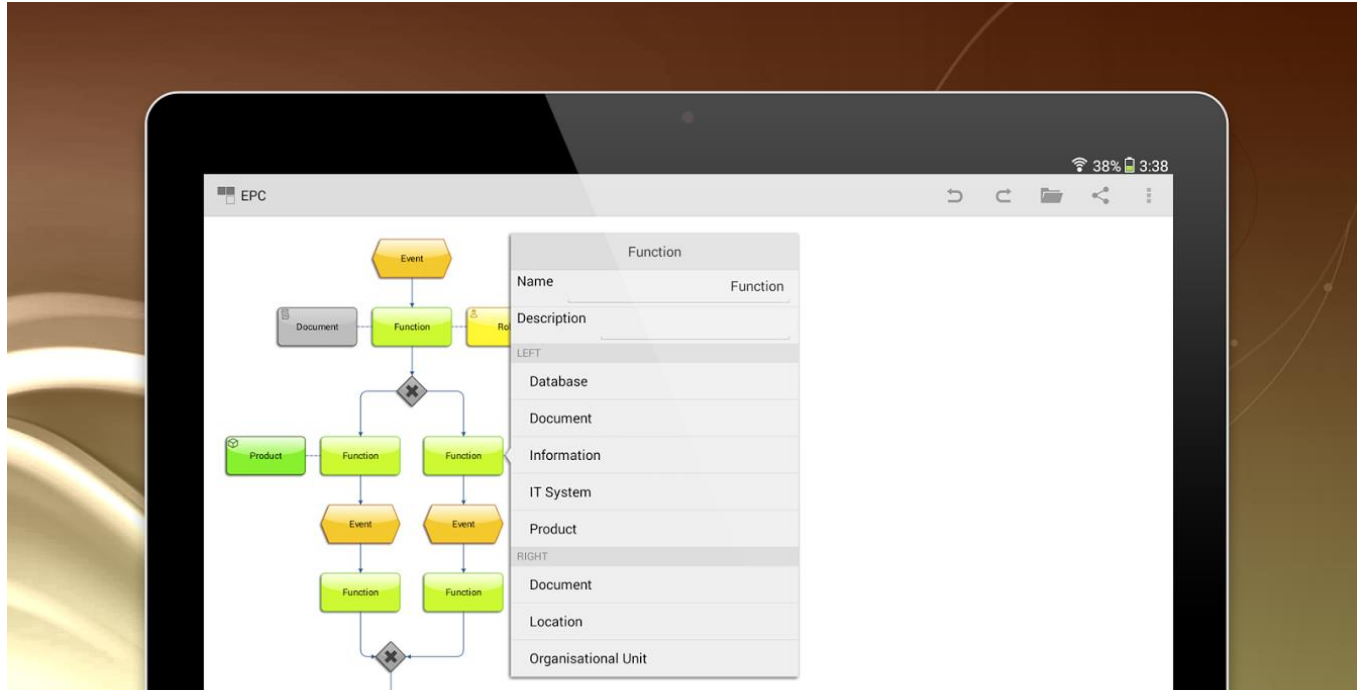 38% 3:38
EPC
Event
Document
Function
Rol
Product
Function
Function
Event
Event
Function
Function
Function
Name
Function
Description
LEFT
Database
Document
Information
IT System
Product
RIGHT
Document
Location
Organisational Unit